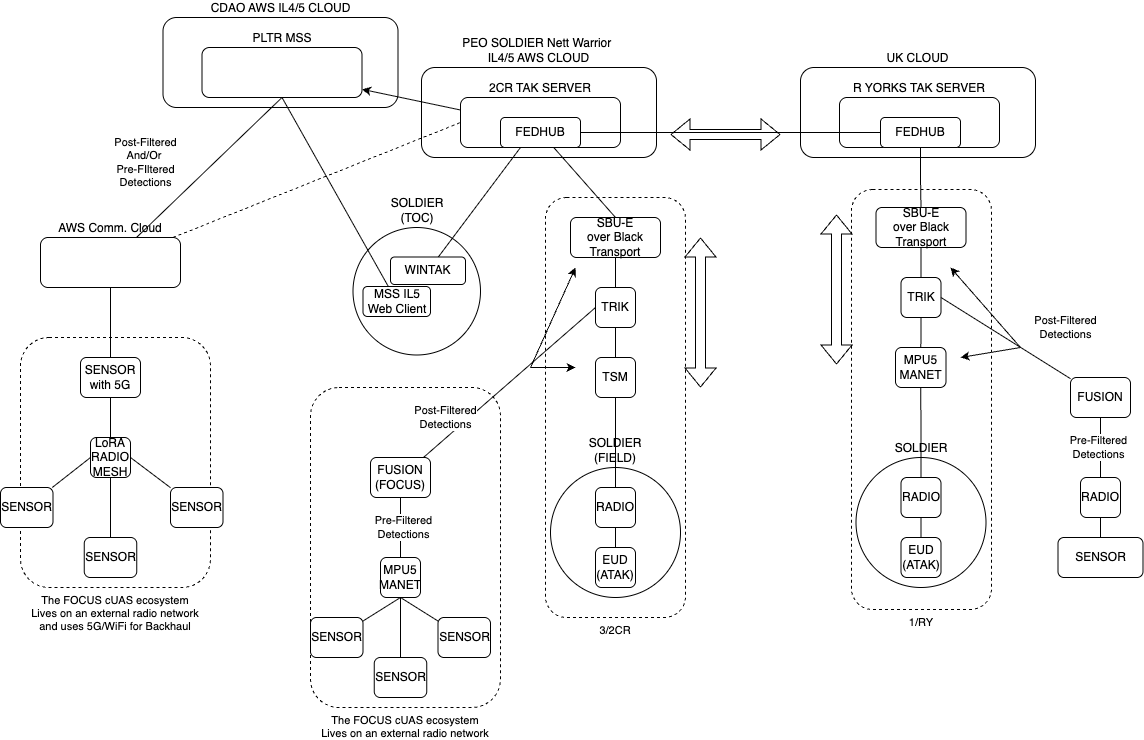 CDAO AWS IL4/5 CLOUD
PLTR MSS
PEO SOLDIER Nett Warrior
IL4/5 AWS CLOUD
2CR TAK SERVER
FEDHUB
UK CLOUD
R YORKS TAK SERVER
FEDHUB
Post-Filtered
And/Or
Pre-FIltered
Detections
AWS Comm. Cloud
SOLDIER
(TOC)
WINTAK
MSS IL5
Web Client
SBU-E
over Black
Transport
TRIK
TSM
SOLDIER
(FIELD)
RADIO
EUD
(ATAK)
3/2CR
SBU-E
over Black
Transport
TRIK
MPU5
MANET
SOLDIER
RADIO
EUD
(ATAK)
1/RY
Post-Filtered
Detections
FUSION
Pre-Filtered
Detections
RADIO
SENSOR
SENSOR
with 5G
LoRA
RADIO
MESH
SENSOR
SENSOR
SENSOR
The FOCUS cUAS ecosystem
Lives on an external radio network
and uses 5G/WiFi for Backhaul
Post-Filtered
Detections
FUSION
(FOCUS)
Pre-Filtered
Detections
MPU5
MANET
SENSOR
SENSOR
SENSOR
The FOCUS cUAS ecosystem
Lives on an external radio network